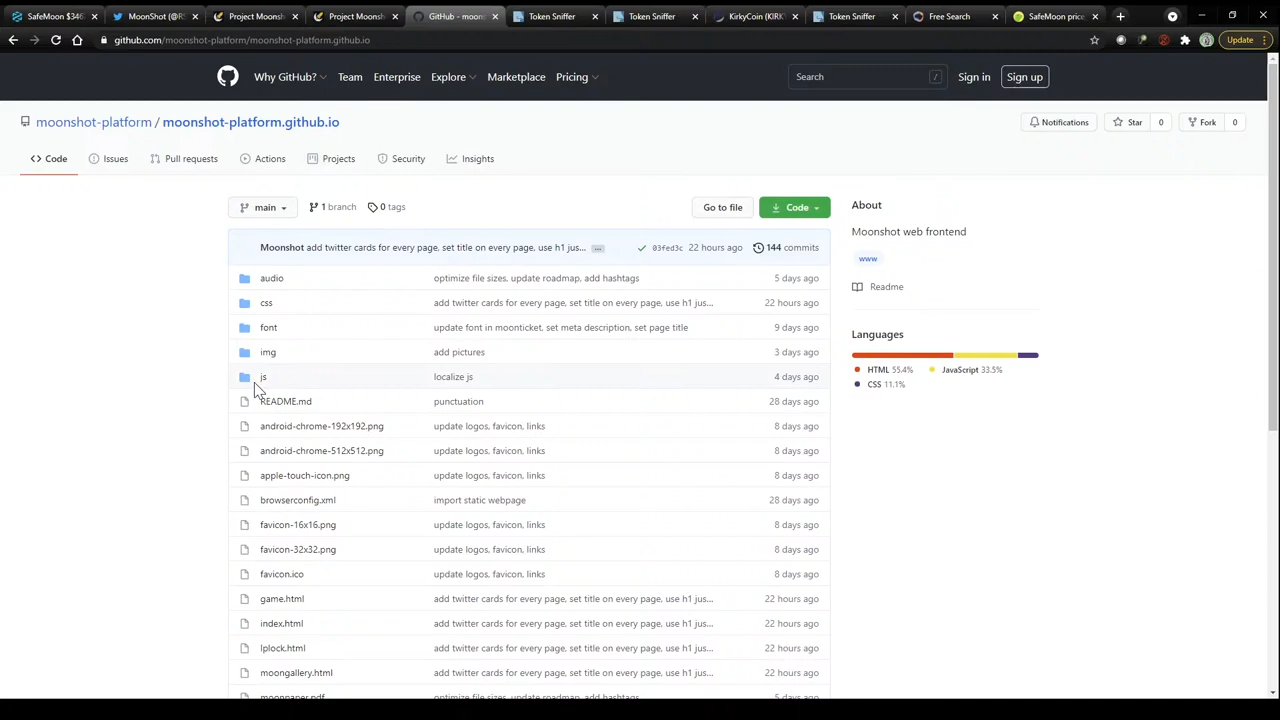 SafeMoon $346
MoonShot (@RS
Project Moonsh
Project Moonsh
GitHub - moons
Token Sniffer
Token Sniffer
KirkyCoin (KIRK
Token Sniffer
Free Search
SafeMoon price
github.com/moonshot-platform/moonshot-platform.github.io
Update
Why GitHub?
Team
Enterprise
Explore
Marketplace
Pricing
Search
/
Sign in
Sign up
moonshot-platform / moonshot-platform.github.io
Notifications
Star
0
Fork
0
Code
Issues
Pull requests
Actions
Projects
Security
Insights
main
1 branch
0 tags
Go to file
Code
About
Moonshot web frontend
www
Readme
Languages
HTML 55.4%
JavaScript 33.5%
CSS 11.1%
Moonshot add twitter cards for every page, set title on every page, use h1 jus... ... 03fed3c 22 hours ago 144 commits
audio optimize file sizes, update roadmap, add hashtags 5 days ago
css add twitter cards for every page, set title on every page, use h1 jus... 22 hours ago
font update font in moonticket, set meta description, set page title 9 days ago
img add pictures 3 days ago
js localize js 4 days ago
README.md punctuation 28 days ago
android-chrome-192x192.png update logos, favicon, links 8 days ago
android-chrome-512x512.png update logos, favicon, links 8 days ago
apple-touch-icon.png update logos, favicon, links 8 days ago
browserconfig.xml import static webpage 28 days ago
favicon-16x16.png update logos, favicon, links 8 days ago
favicon-32x32.png update logos, favicon, links 8 days ago
favicon.ico update logos, favicon, links 8 days ago
game.html add twitter cards for every page, set title on every page, use h1 jus... 22 hours ago
index.html add twitter cards for every page, set title on every page, use h1 jus... 22 hours ago
lplock.html add twitter cards for every page, set title on every page, use h1 jus... 22 hours ago
moongallery.html add twitter cards for every page, set title on every page, use h1 jus... 22 hours ago
moonpaper.pdf optimize file sizes, update roadmap, add hashtags 5 days ago